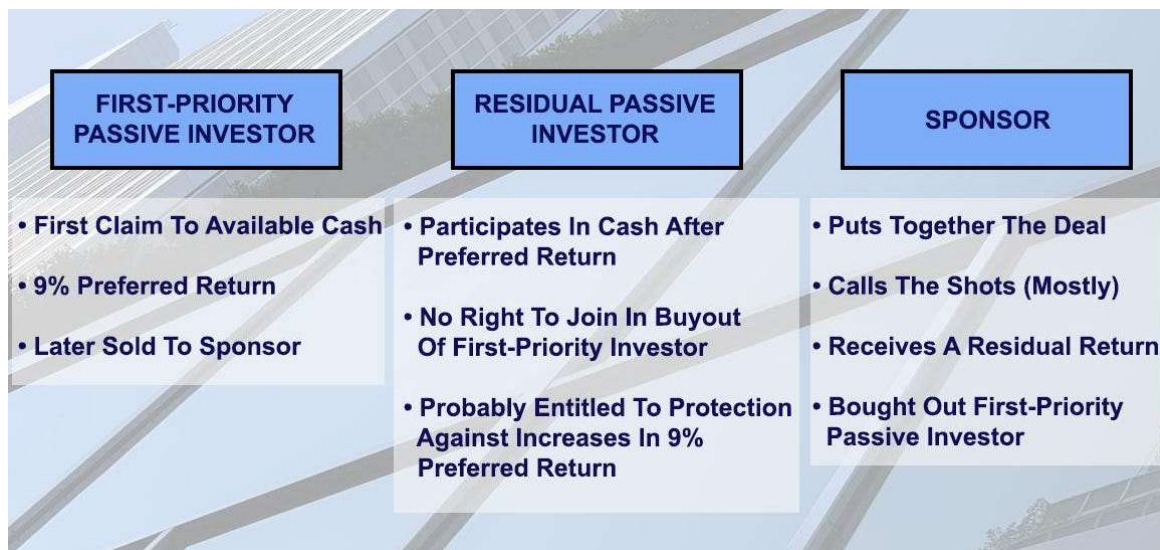 FIRST-PRIORITY
PASSIVE INVESTOR
• First Claim To Available Cash
• 9% Preferred Return
• Later Sold To Sponsor
RESIDUAL PASSIVE
INVESTOR
• Participates In Cash After
Preferred Return
• No Right To Join In Buyout
Of First-Priority Investor
• Probably Entitled To Protection
Against Increases In 9%
Preferred Return
SPONSOR
• Puts Together The Deal
• Calls The Shots (Mostly)
• Receives A Residual Return
• Bought Out First-Priority
Passive Investor